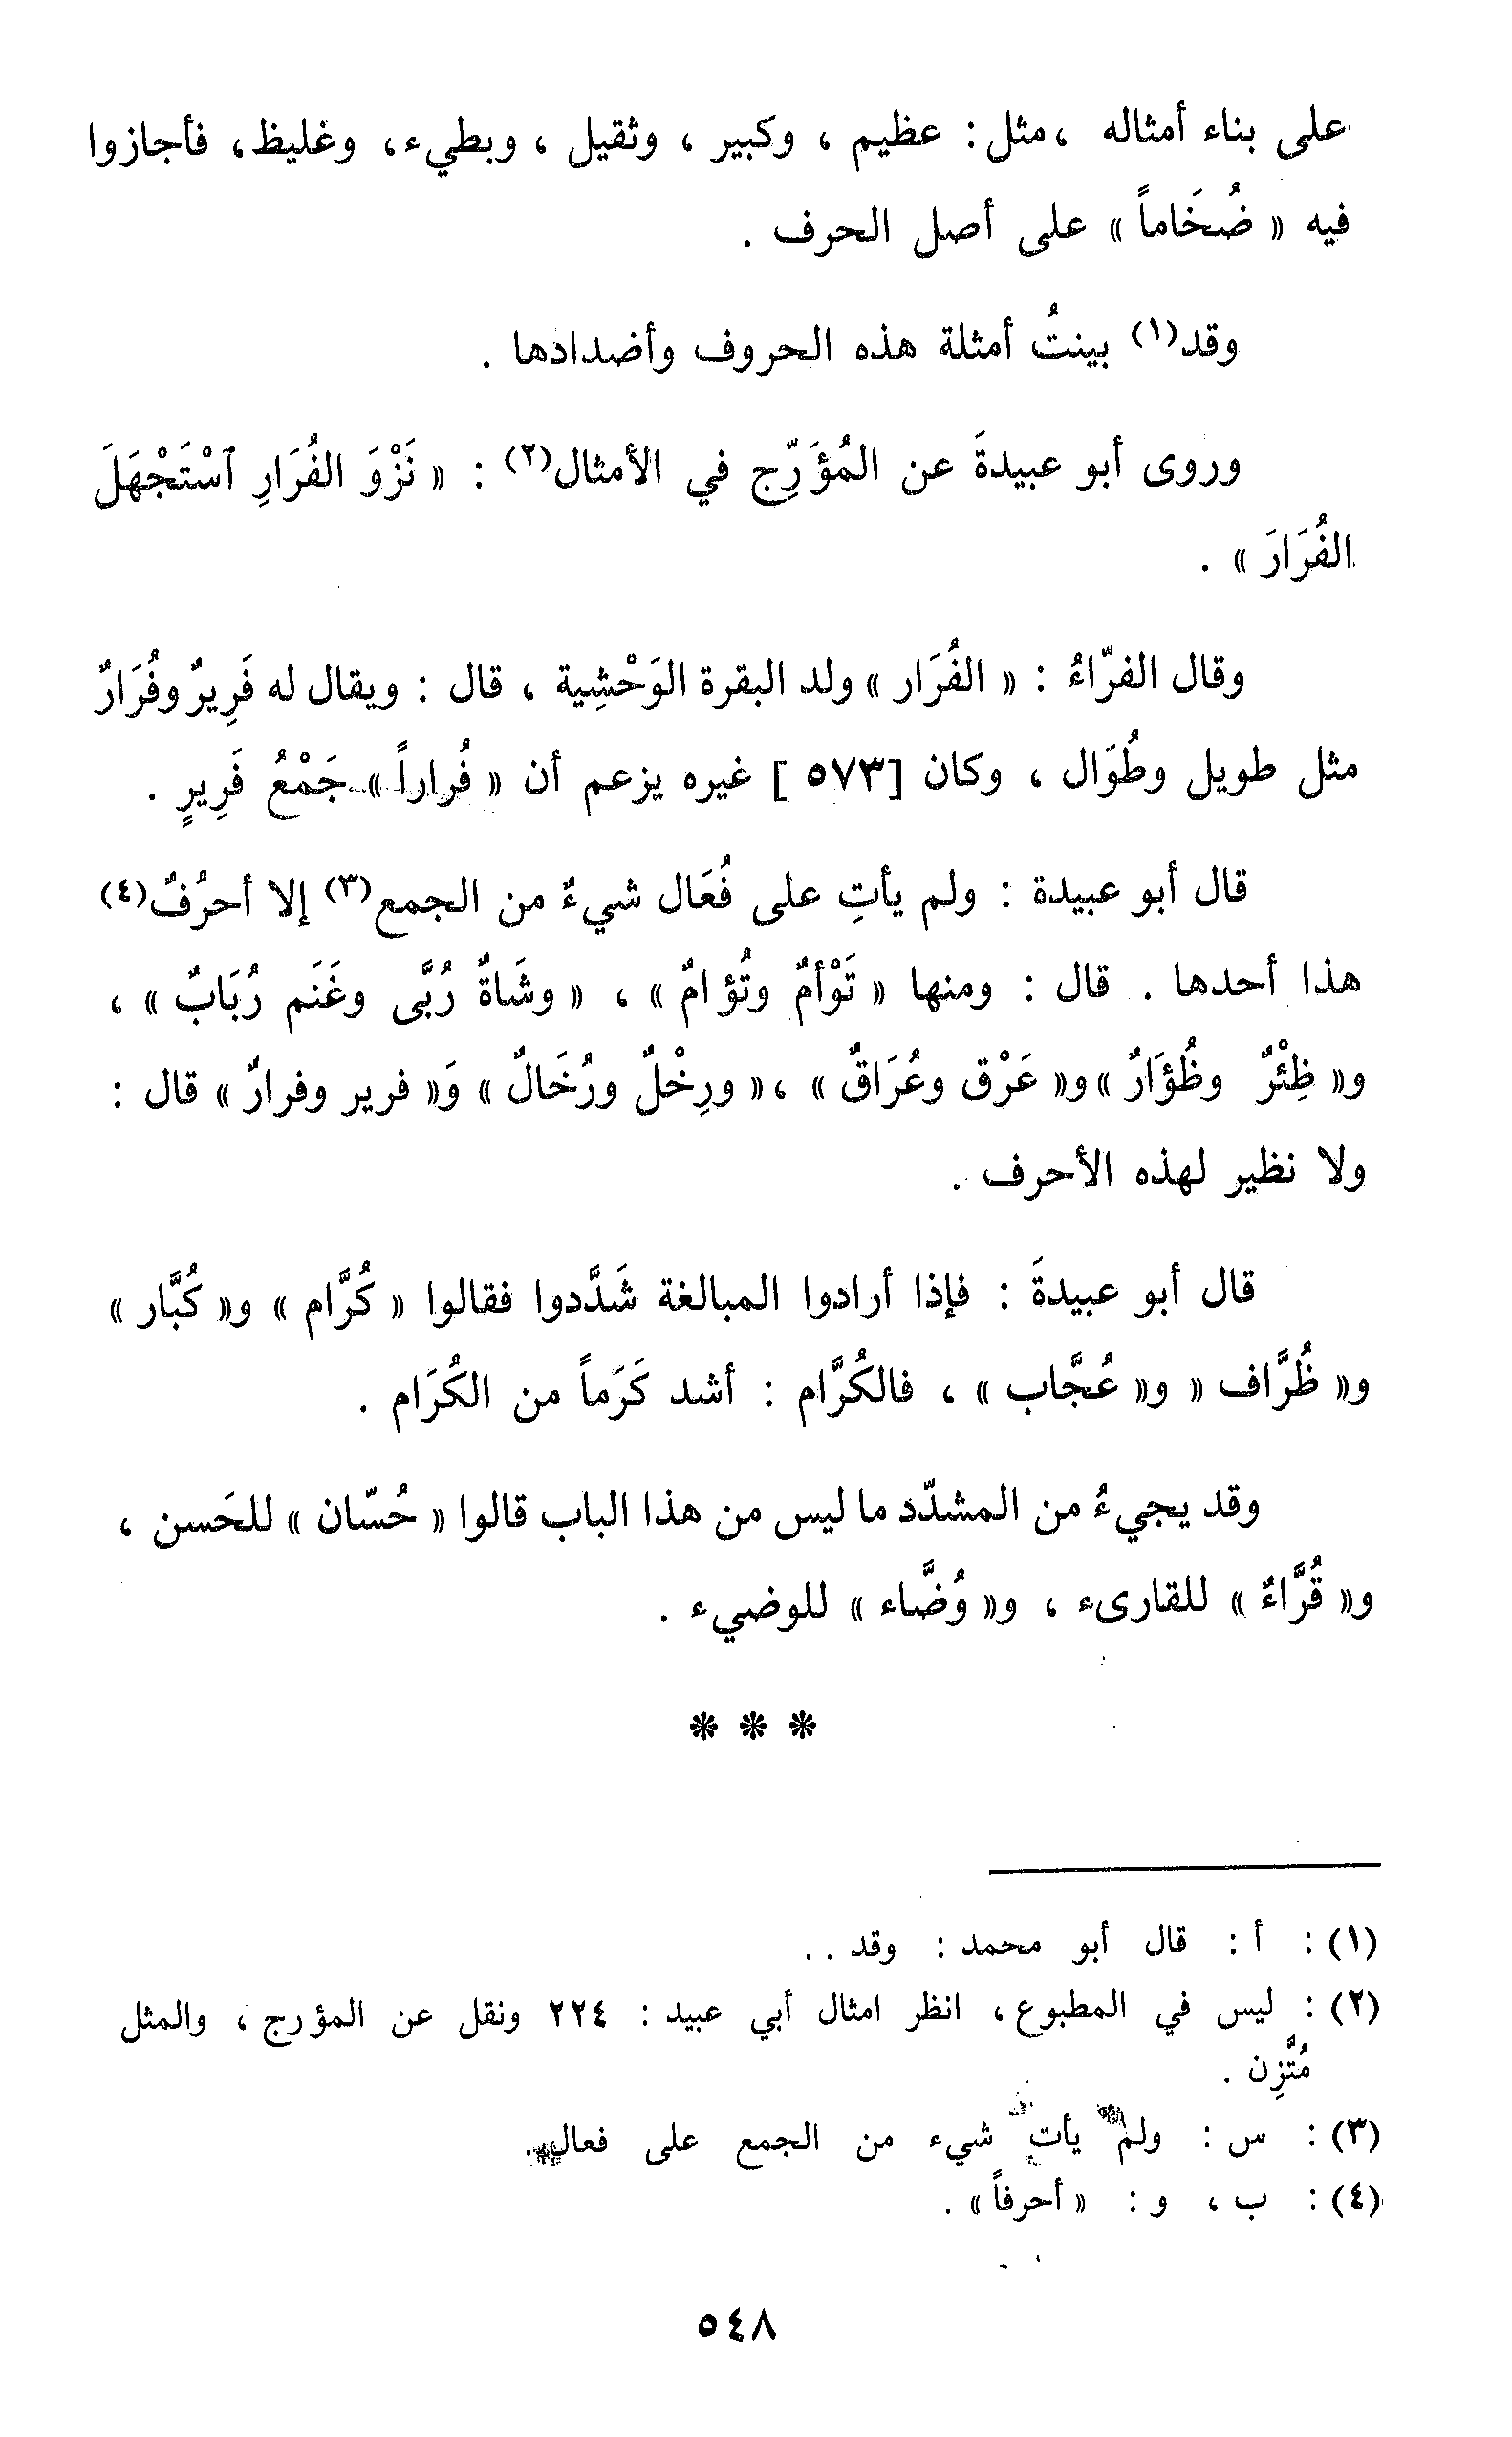 على بناء أمثاله ، مثل : عظيم ، وكبير ، وثقيل ، وبطيء ، وغليظ ، فأجازوا
فيه « ضُخَاماً » على أصل الحرف .
وقد(١) بينتُ أمثلة هذه الحروف وأضدادها .
وروى أبو عبيدةَ عن المُؤَرِّج في الأمثال(٢) : « نَزْوَ الفُرَارِ ٱسْتَجْهَلَ
الفُرَارَ » .
وقال الفرّاءُ : « الفُرَار » ولد البقرة الوَحْشِية ، قال : ويقال له فَرِيرٌ وفُرَارٌ
مثل طويل وطُوَال ، وكان [٥٧٣] غيره يزعم أن « فُراراً » جَمْعُ فَرِيرٍ .
قال أبو عبيدة : ولم يأتِ على فُعَال شيءٌ من الجمع(٣) إلا أحرُفٌ(٤)
هذا أحدها . قال : ومنها « تَوْأمٌ وتُؤامٌ » ، « وشَاةٌ رُبَّى وغَنَم رُبَابٌ » ،
و« ظِئْرٌ وظُؤَارٌ » و« عَرْق وعُرَاقٌ » ، « ورِخْلٌ ورُخَالٌ » وَ« فرير وفرارٌ » قال :
ولا نظير لهذه الأحرف .
قال أبو عبيدةَ : فإذا أرادوا المبالغة شَدَّدوا فقالوا « كُرَّام » و« كُبَّار »
و« ظُرَّاف « و« عُجَّاب » ، فالكُرَّام : أشد كَرَماً من الكُرَام .
وقد يجيءُ من المشدّد ما ليس من هذا الباب قالوا « حُسّان » للحَسن ،
و« قُرَّاءٌ » للقارىء ، و« وُضَّاء » للوضيء .
* * *
(١) : أ : قال أبو محمد : وقد . .
(٢) : ليس في المطبوع ، انظر امثال أبي عبيد : ٢٢٤ ونقل عن المؤرج ، والمثل
مُتَّزِن .
(٣) : س : ولم يأت شيء من الجمع على فعال .
(٤) : ب ، و : « أحرفاً » .
٥٤٨